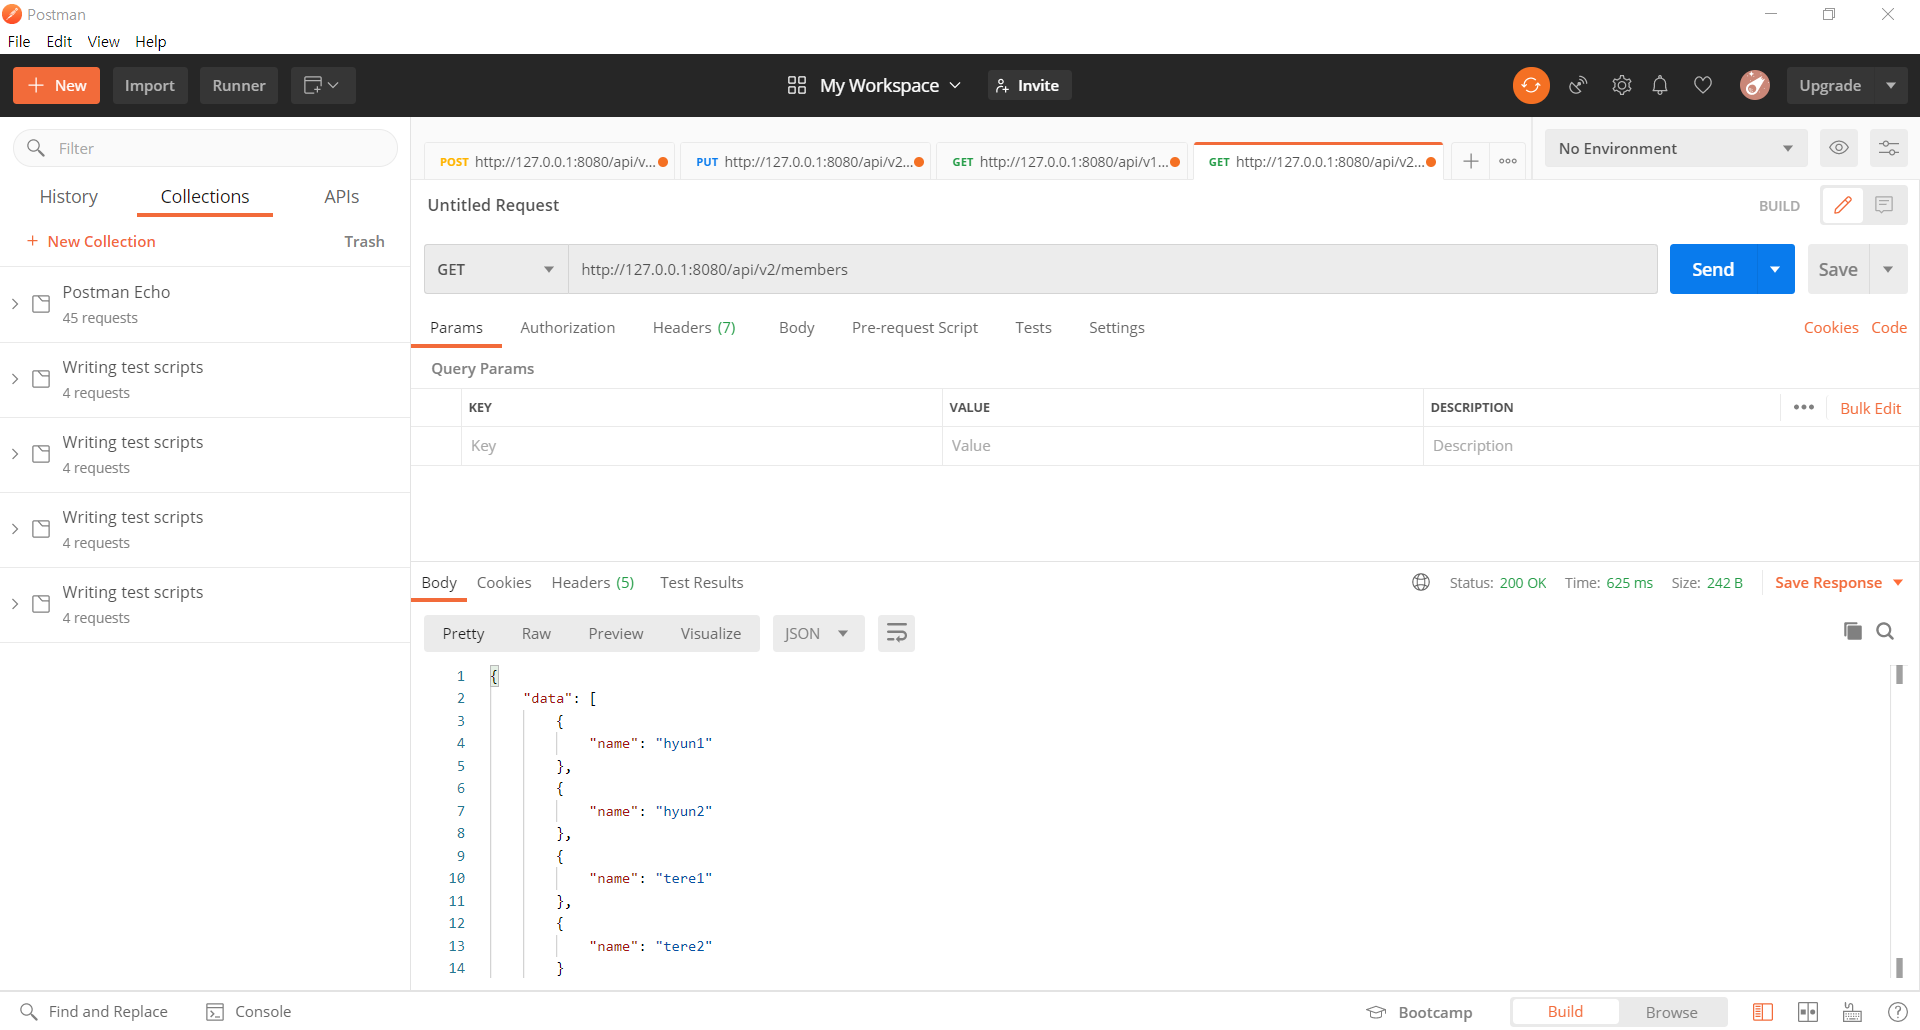 Postman
File Edit View Help
+ New Import Runner My Workspace Invite Upgrade
Filter
History Collections APIs
+ New Collection Trash
Postman Echo
45 requests
Writing test scripts
4 requests
Writing test scripts
4 requests
Writing test scripts
4 requests
Writing test scripts
4 requests
POST http://127.0.0.1:8080/api/v... PUT http://127.0.0.1:8080/api/v2... GET http://127.0.0.1:8080/api/v1... GET http://127.0.0.1:8080/api/v2... + ooo No Environment
Untitled Request BUILD
GET http://127.0.0.1:8080/api/v2/members Send Save
Params Authorization Headers (7) Body Pre-request Script Tests Settings Cookies Code
Query Params
KEY VALUE DESCRIPTION ••• Bulk Edit
Key Value Description
Body Cookies Headers (5) Test Results Status: 200 OK Time: 625 ms Size: 242 B Save Response
Pretty Raw Preview Visualize JSON
1 {
2 "data": [
3 {
4 "name": "hyun1"
5 },
6 {
7 "name": "hyun2"
8 },
9 {
10 "name": "tere1"
11 },
12 {
13 "name": "tere2"
14 }
Find and Replace Console Bootcamp Build Browse